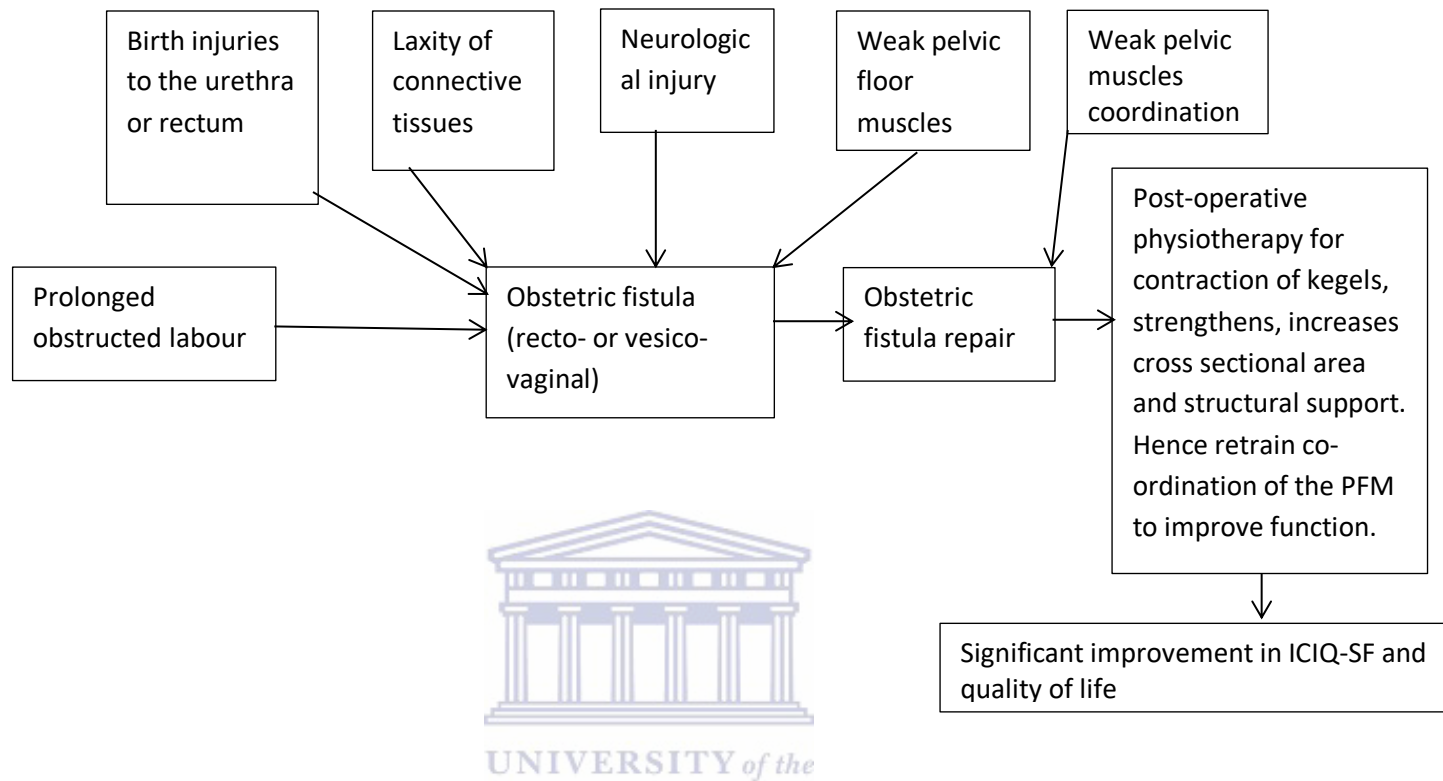 Birth injuries
to the urethra
or rectum
Laxity of
connective
tissues
Neurologic
al injury
Weak pelvic
floor
muscles
Weak pelvic
muscles
coordination
Prolonged
obstructed labour
Obstetric fistula
(recto- or vesico-
vaginal)
Obstetric
fistula repair
Post-operative
physiotherapy for
contraction of kegels,
strengthens, increases
cross sectional area
and structural support.
Hence retrain co-
ordination of the PFM
to improve function.
Significant improvement in ICIQ-SF and
quality of life
UNIVERSITY of the